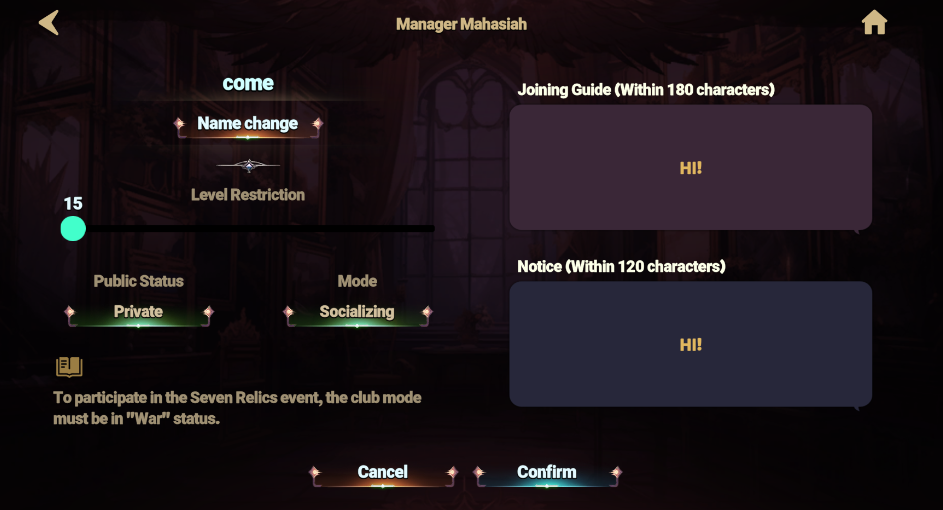 Manager Mahasiah
come
Name change
Level Restriction
15
Public Status
Mode
Private
Socializing
To participate in the Seven Relics event, the club mode
must be in "War" status.
Joining Guide (Within 180 characters)
HI!
Notice (Within 120 characters)
HI!
Cancel
Confirm